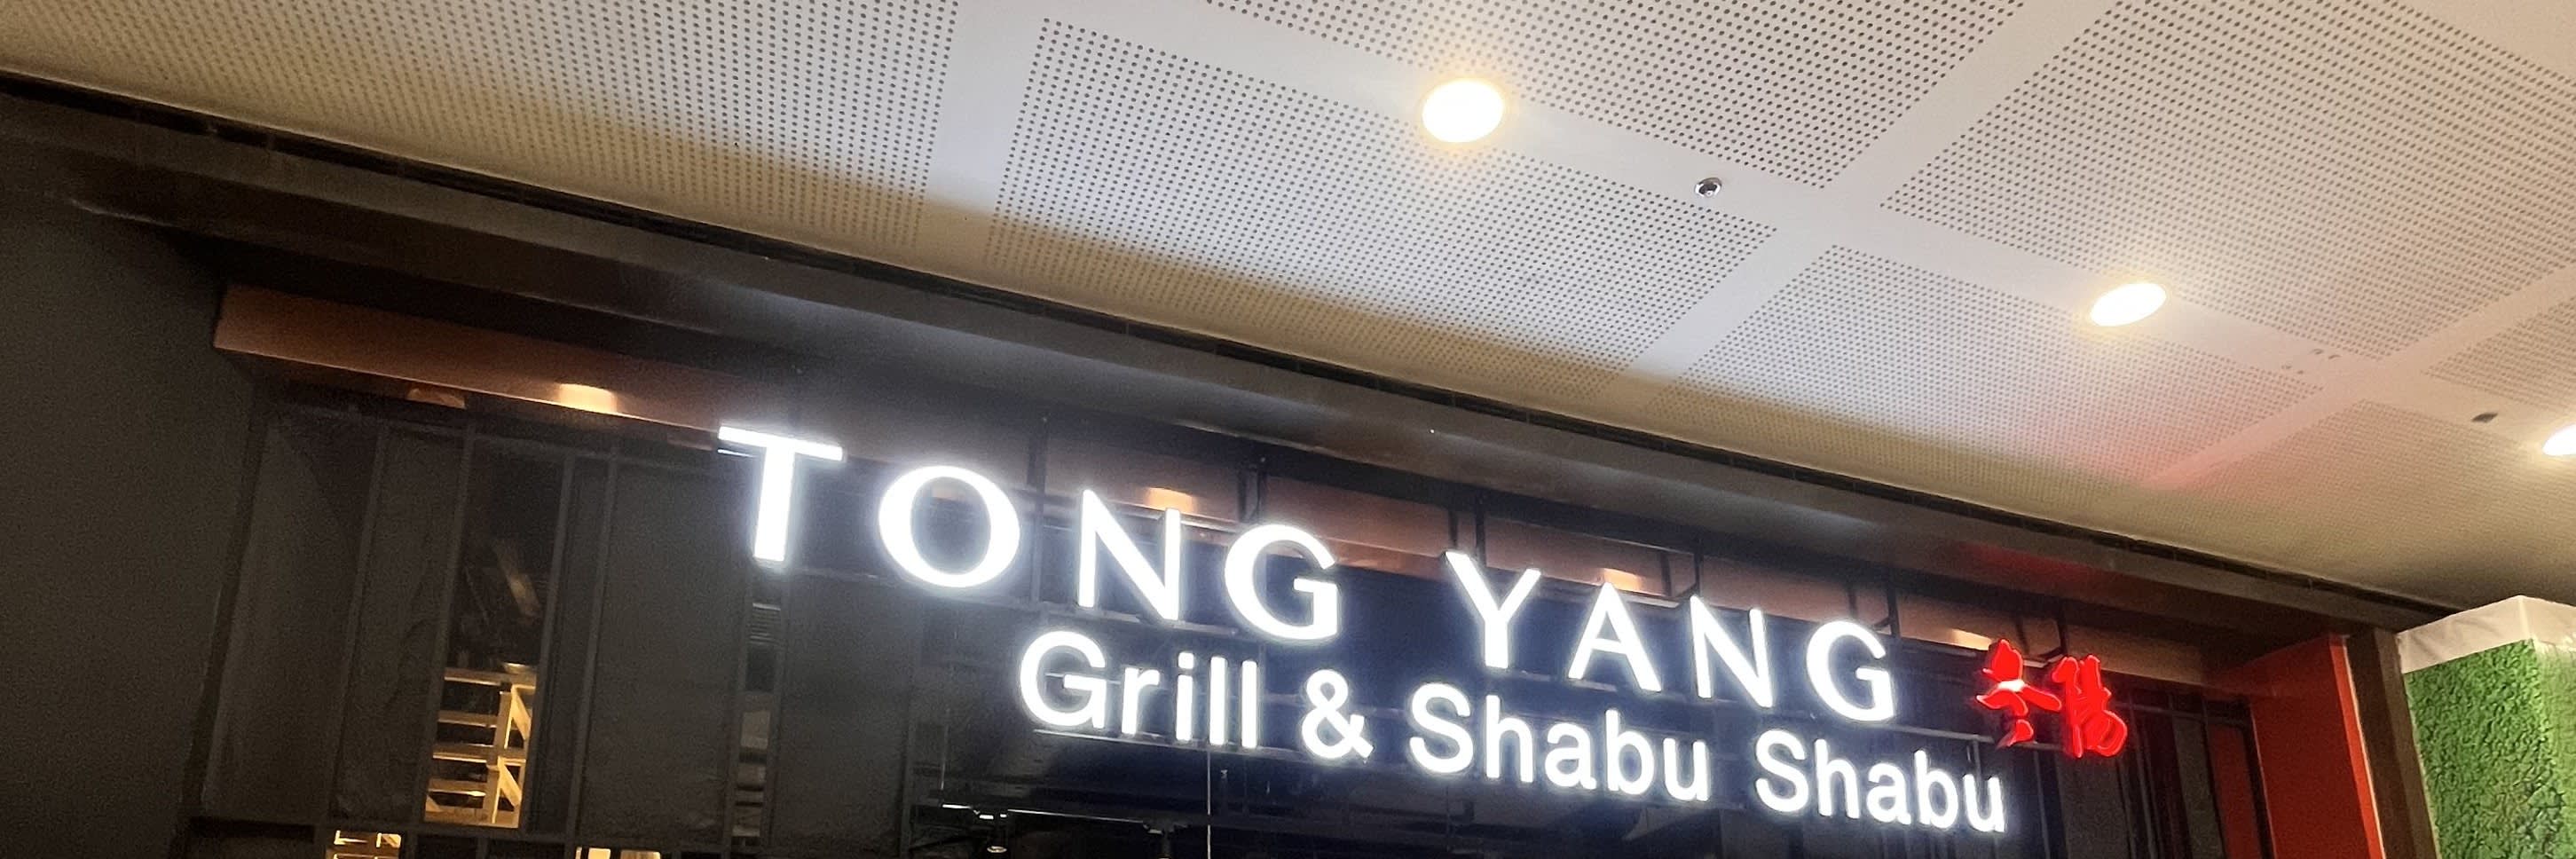 TONG YANG
Grill & Shabu Shabu